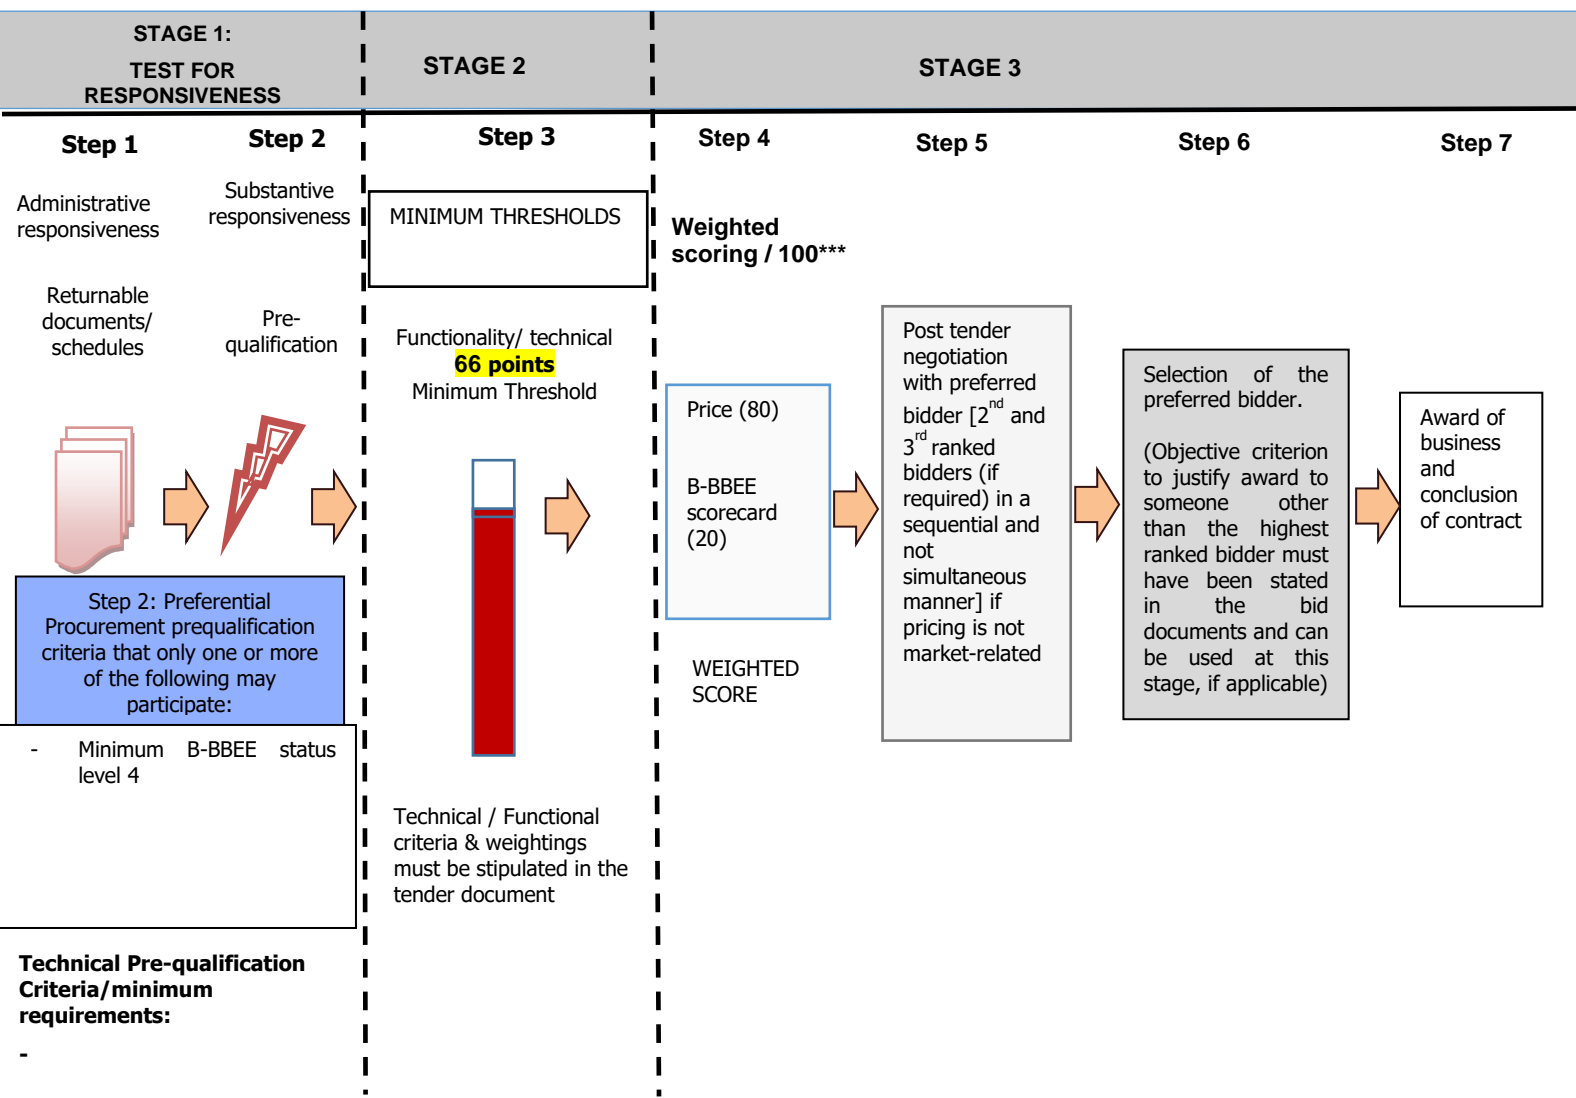 STAGE 1:
TEST FOR
RESPONSIVENESS
STAGE 2
STAGE 3
Step 1
Step 2
Step 3
Step 4
Step 5
Step 6
Step 7
Administrative
responsiveness
Returnable
documents/
schedules
Substantive
responsiveness
Pre-
qualification
Step 2: Preferential
Procurement prequalification
criteria that only one or more
of the following may
participate:
- Minimum B-BBEE status
level 4
Technical Pre-qualification
Criteria/minimum
requirements:
-
MINIMUM THRESHOLDS
Functionality/ technical
66 points
Minimum Threshold
Technical / Functional
criteria & weightings
must be stipulated in the
tender document
Weighted
scoring / 100***
Price (80)
B-BBEE
scorecard
(20)
WEIGHTED
SCORE
Post tender
negotiation
with preferred
bidder [2nd and
3rd ranked
bidders (if
required) in a
sequential and
not
simultaneous
manner] if
pricing is not
market-related
Selection of the
preferred bidder.
(Objective criterion
to justify award to
someone other
than the highest
ranked bidder must
have been stated
in the bid
documents and can
be used at this
stage, if applicable)
Award of
business
and
conclusion
of contract